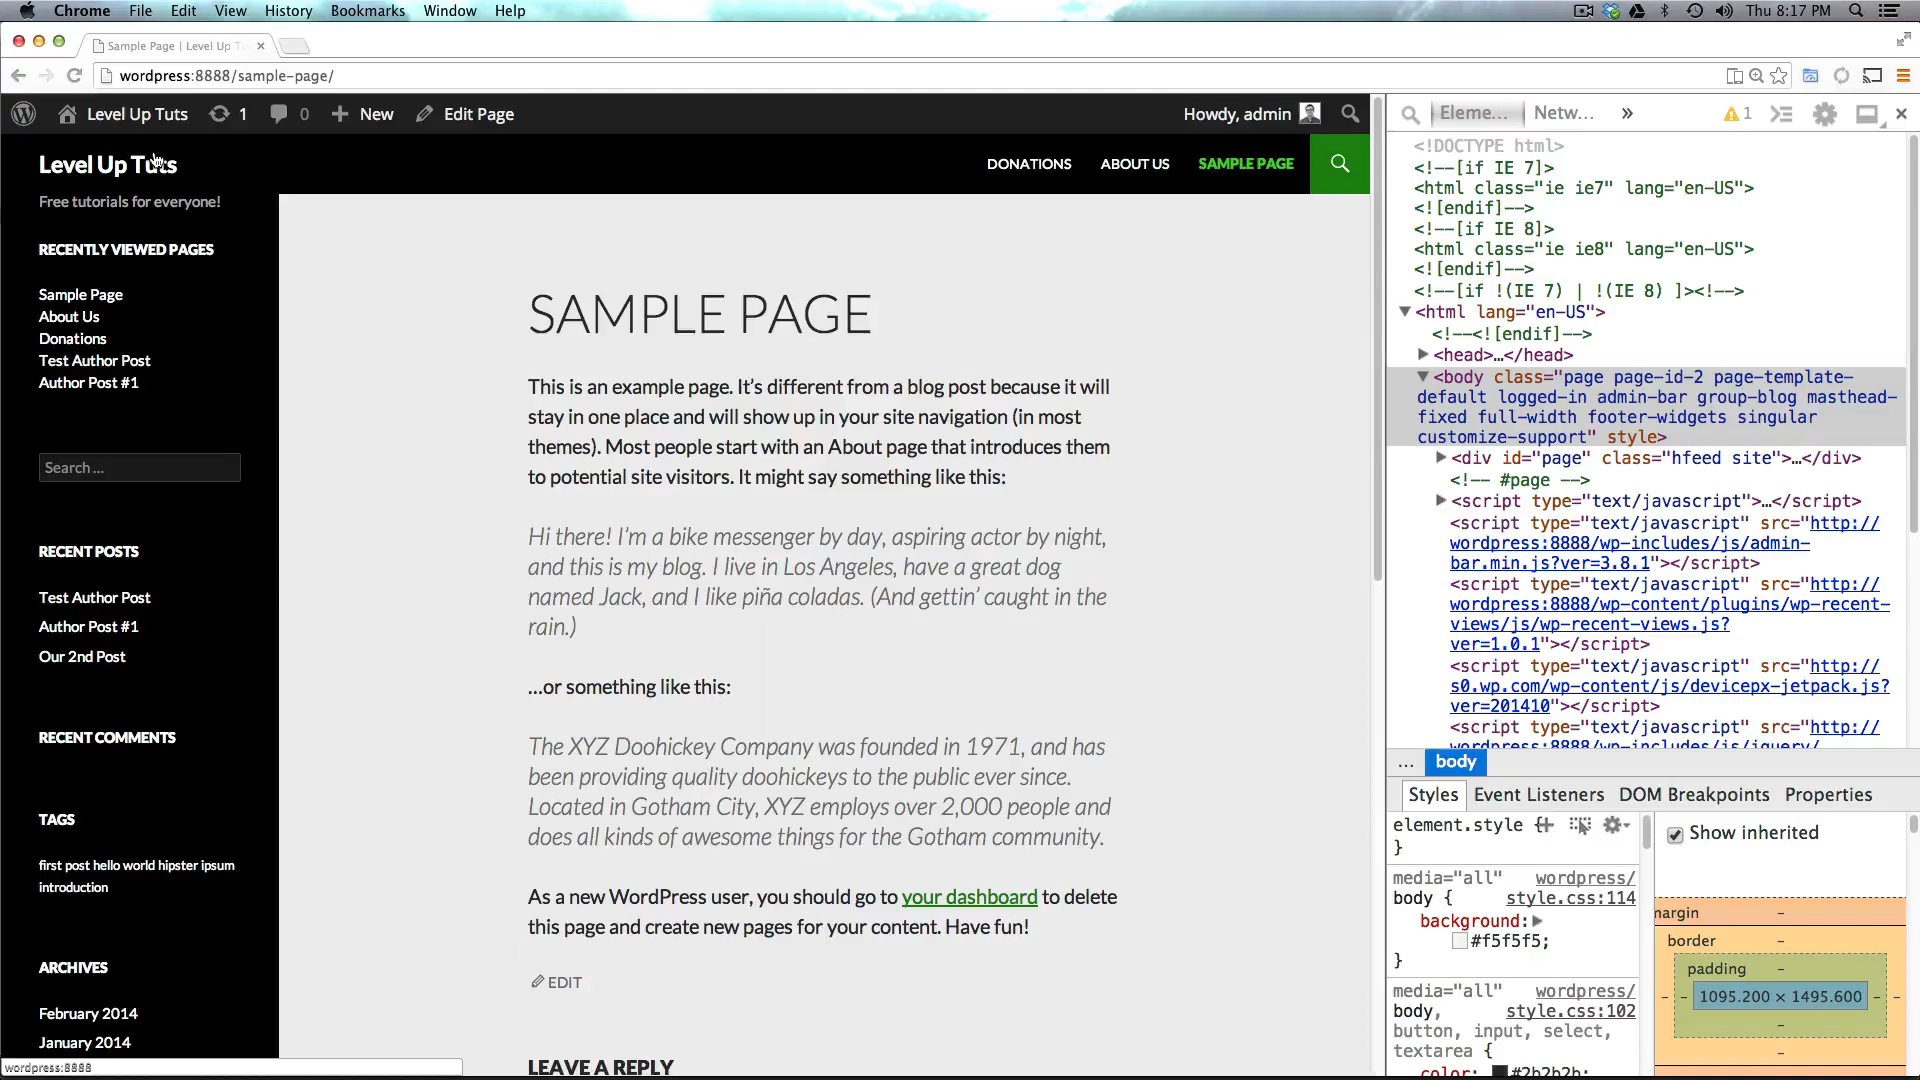 Chrome File Edit View History Bookmarks Window Help Thu 8:17 PM
Sample Page | Level Up T
wordpress:8888/sample-page/
Level Up Tuts 1 0 New Edit Page Howdy, admin
Level Up Tuts
Free tutorials for everyone!
DONATIONS ABOUT US SAMPLE PAGE
RECENTLY VIEWED PAGES
Sample Page
About Us
Donations
Test Author Post
Author Post #1
Search ...
RECENT POSTS
Test Author Post
Author Post #1
Our 2nd Post
RECENT COMMENTS
TAGS
first post hello world hipster ipsum
introduction
ARCHIVES
February 2014
January 2014
wordpress:8888
SAMPLE PAGE
This is an example page. It’s different from a blog post because it will
stay in one place and will show up in your site navigation (in most
themes). Most people start with an About page that introduces them
to potential site visitors. It might say something like this:
Hi there! I’m a bike messenger by day, aspiring actor by night,
and this is my blog. I live in Los Angeles, have a great dog
named Jack, and I like piña coladas. (And gettin’ caught in the
rain.)
…or something like this:
The XYZ Doohickey Company was founded in 1971, and has
been providing quality doohickeys to the public ever since.
Located in Gotham City, XYZ employs over 2,000 people and
does all kinds of awesome things for the Gotham community.
As a new WordPress user, you should go to your dashboard to delete
this page and create new pages for your content. Have fun!
EDIT
LEAVE A REPLY
Eleme... Netw... » 1
<!DOCTYPE html>
<!--[if IE 7]>
<html class="ie ie7" lang="en-US">
<![endif]-->
<!--[if IE 8]>
<html class="ie ie8" lang="en-US">
<![endif]-->
<!--[if !(IE 7) | !(IE 8) ]><!-->
<html lang="en-US">
<!--<![endif]-->
<head>…</head>
<body class="page page-id-2 page-template-
default logged-in admin-bar group-blog masthead-
fixed full-width footer-widgets singular
customize-support" style>
<div id="page" class="hfeed site">…</div>
<!-- #page -->
<script type="text/javascript">…</script>
<script type="text/javascript" src="http://
wordpress:8888/wp-includes/js/admin-
bar.min.js?ver=3.8.1"></script>
<script type="text/javascript" src="http://
wordpress:8888/wp-content/plugins/wp-recent-
views/js/wp-recent-views.js?
ver=1.0.1"></script>
<script type="text/javascript" src="http://
s0.wp.com/wp-content/js/devicepx-jetpack.js?
ver=201410"></script>
<script type="text/javascript" src="http://
wordpress:8888/wp-includes/js/jquery/
... body
Styles Event Listeners DOM Breakpoints Properties
element.style {
}
media="all" wordpress/
body { style.css:114
background:
#f5f5f5;
}
media="all" wordpress/
body, style.css:102
button, input, select,
textarea {
color: #2b2b2b;
Show inherited
margin –
border –
padding –
– – 1095.200 × 1495.600 – –
–
–